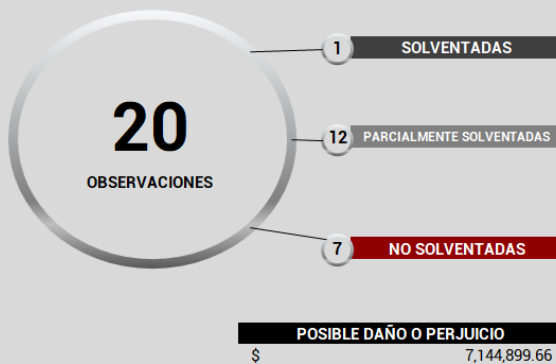 20
OBSERVACIONES
1 SOLVENTADAS
12 PARCIALMENTE SOLVENTADAS
7 NO SOLVENTADAS
POSIBLE DAÑO O PERJUICIO
$ 7,144,899.66